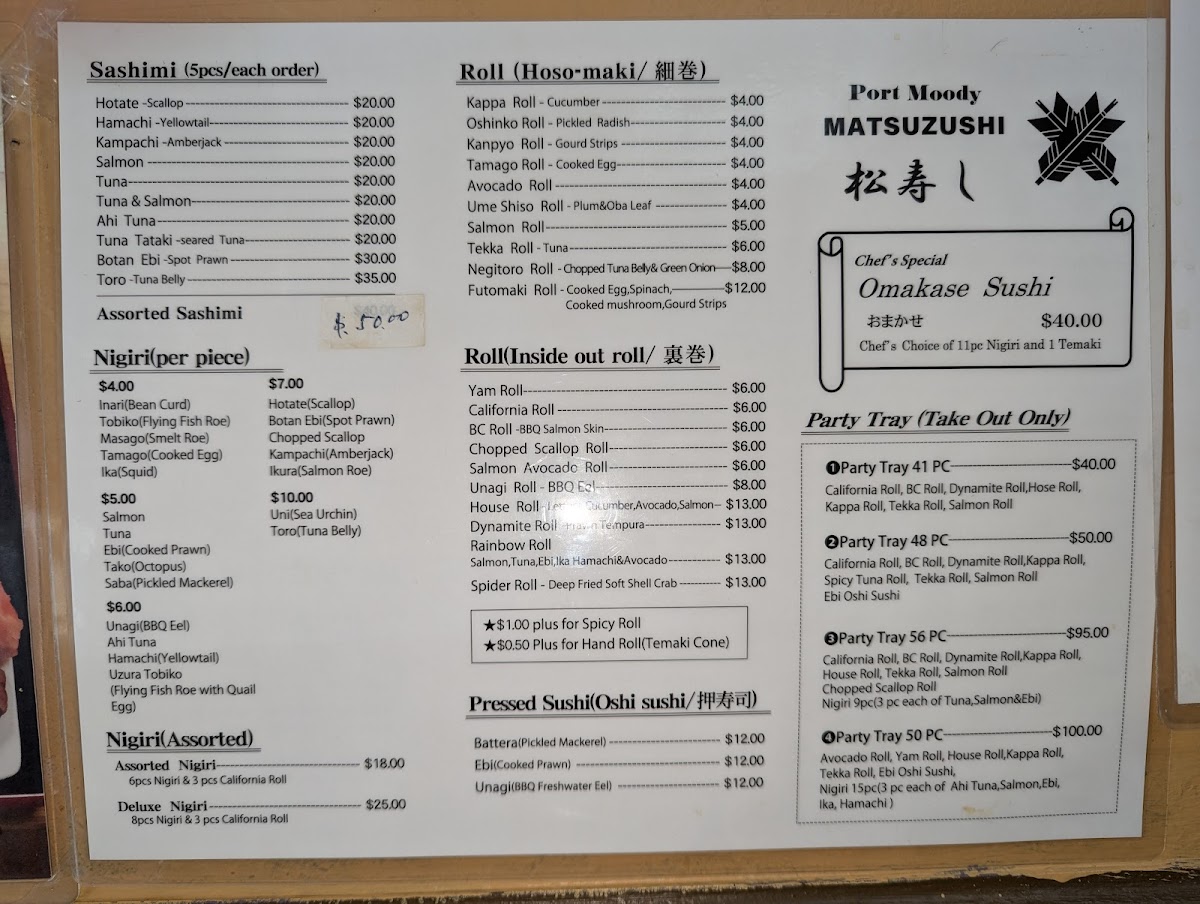 Sashimi (5pcs/each order)
Hotate -Scallop $20.00
Hamachi -Yellowtail $20.00
Kampachi -Amberjack $20.00
Salmon $20.00
Tuna $20.00
Tuna & Salmon $20.00
Ahi Tuna $20.00
Tuna Tataki -seared Tuna $20.00
Botan Ebi -Spot Prawn $30.00
Toro -Tuna Belly $35.00
Assorted Sashimi $.50.00
Nigiri(per piece)
$4.00
Inari(Bean Curd)
Tobiko(Flying Fish Roe)
Masago(Smelt Roe)
Tamago(Cooked Egg)
Ika(Squid)
$5.00
Salmon
Tuna
Ebi(Cooked Prawn)
Tako(Octopus)
Saba(Pickled Mackerel)
$6.00
Unagi(BBQ Eel)
Ahi Tuna
Hamachi(Yellowtail)
Uzura Tobiko
(Flying Fish Roe with Quail
Egg)
$7.00
Hotate(Scallop)
Botan Ebi(Spot Prawn)
Chopped Scallop
Kampachi(Amberjack)
Ikura(Salmon Roe)
$10.00
Uni(Sea Urchin)
Toro(Tuna Belly)
Nigiri(Assorted)
Assorted Nigiri $18.00
6pcs Nigiri & 3 pcs California Roll
Deluxe Nigiri $25.00
8pcs Nigiri & 3 pcs California Roll
Roll (Hoso-maki/ 細巻)
Kappa Roll - Cucumber $4.00
Oshinko Roll - Pickled Radish $4.00
Kanpyo Roll - Gourd Strips $4.00
Tamago Roll - Cooked Egg $4.00
Avocado Roll $4.00
Ume Shiso Roll - Plum&Oba Leaf $4.00
Salmon Roll $5.00
Tekka Roll - Tuna $6.00
Negitoro Roll - Chopped Tuna Belly& Green Onion $8.00
Futomaki Roll - Cooked Egg,Spinach, $12.00
Cooked mushroom,Gourd Strips
Roll(Inside out roll/ 裏巻)
Yam Roll $6.00
California Roll $6.00
BC Roll -BBQ Salmon Skin $6.00
Chopped Scallop Roll $6.00
Salmon Avocado Roll $6.00
Unagi Roll - BBQ Eel $8.00
House Roll Cucumber,Avocado,Salmon $13.00
Dynamite Roll -Prawn Tempura $13.00
Rainbow Roll
Salmon,Tuna,Ebi,Ika Hamachi&Avocado $13.00
Spider Roll - Deep Fried Soft Shell Crab $13.00
★$1.00 plus for Spicy Roll
★$0.50 Plus for Hand Roll(Temaki Cone)
Pressed Sushi(Oshi sushi/押寿司)
Battera(Pickled Mackerel) $12.00
Ebi(Cooked Prawn) $12.00
Unagi(BBQ Freshwater Eel) $12.00
Port Moody
MATSUZUSHI
松寿し
Chef's Special
Omakase Sushi
おまかせ $40.00
Chef's Choice of 11pc Nigiri and 1 Temaki
Party Tray (Take Out Only)
❶Party Tray 41 PC $40.00
California Roll, BC Roll, Dynamite Roll,Hose Roll,
Kappa Roll, Tekka Roll, Salmon Roll
❷Party Tray 48 PC $50.00
California Roll, BC Roll, Dynamite Roll,Kappa Roll,
Spicy Tuna Roll, Tekka Roll, Salmon Roll
Ebi Oshi Sushi
❸Party Tray 56 PC $95.00
California Roll, BC Roll, Dynamite Roll,Kappa Roll,
House Roll, Tekka Roll, Salmon Roll
Chopped Scallop Roll
Nigiri 9pc(3 pc each of Tuna,Salmon&Ebi)
❹Party Tray 50 PC $100.00
Avocado Roll, Yam Roll, House Roll,Kappa Roll,
Tekka Roll, Ebi Oshi Sushi,
Nigiri 15pc(3 pc each of Ahi Tuna,Salmon,Ebi,
Ika, Hamachi )